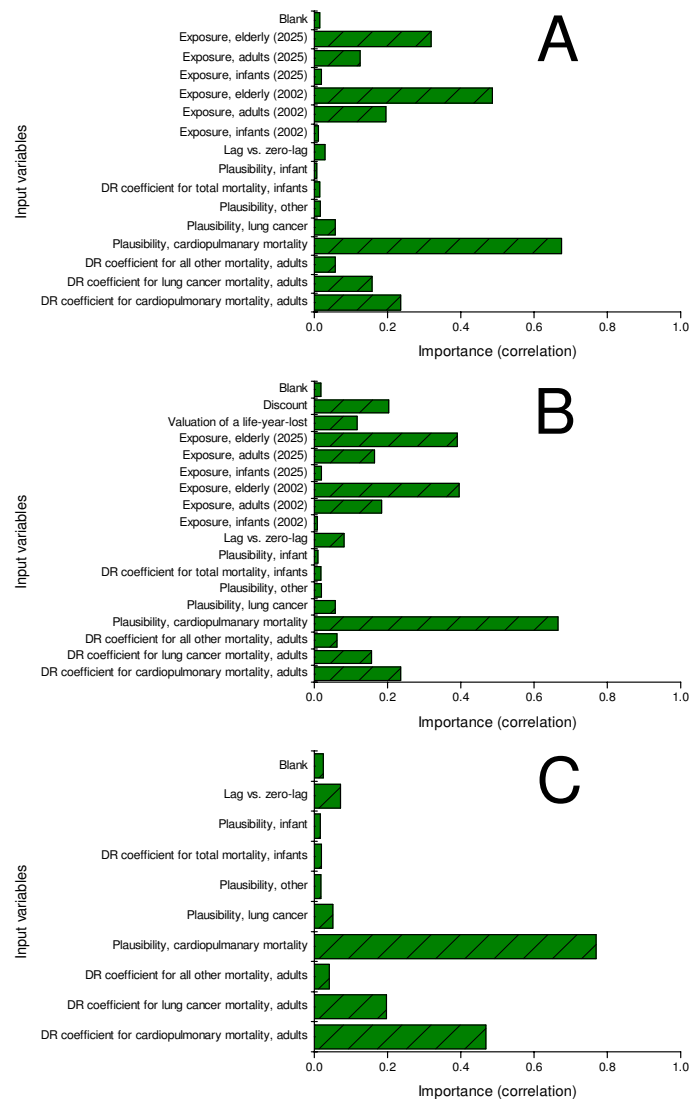 A
Input variables
Blank
Exposure, elderly (2025)
Exposure, adults (2025)
Exposure, infants (2025)
Exposure, elderly (2002)
Exposure, adults (2002)
Exposure, infants (2002)
Lag vs. zero-lag
Plausibility, infant
DR coefficient for total mortality, infants
Plausibility, other
Plausibility, lung cancer
Plausibility, cardiopulmanary mortality
DR coefficient for all other mortality, adults
DR coefficient for lung cancer mortality, adults
DR coefficient for cardiopulmonary mortality, adults
0.0 0.2 0.4 0.6 0.8 1.0
Importance (correlation)
B
Input variables
Blank
Discount
Valuation of a life-year-lost
Exposure, elderly (2025)
Exposure, adults (2025)
Exposure, infants (2025)
Exposure, elderly (2002)
Exposure, adults (2002)
Exposure, infants (2002)
Lag vs. zero-lag
Plausibility, infant
DR coefficient for total mortality, infants
Plausibility, other
Plausibility, lung cancer
Plausibility, cardiopulmonary mortality
DR coefficient for all other mortality, adults
DR coefficient for lung cancer mortality, adults
DR coefficient for cardiopulmonary mortality, adults
0.0 0.2 0.4 0.6 0.8 1.0
Importance (correlation)
C
Input variables
Blank
Lag vs. zero-lag
Plausibility, infant
DR coefficient for total mortality, infants
Plausibility, other
Plausibility, lung cancer
Plausibility, cardiopulmonary mortality
DR coefficient for all other mortality, adults
DR coefficient for lung cancer mortality, adults
DR coefficient for cardiopulmonary mortality, adults
0.0 0.2 0.4 0.6 0.8 1.0
Importance (correlation)